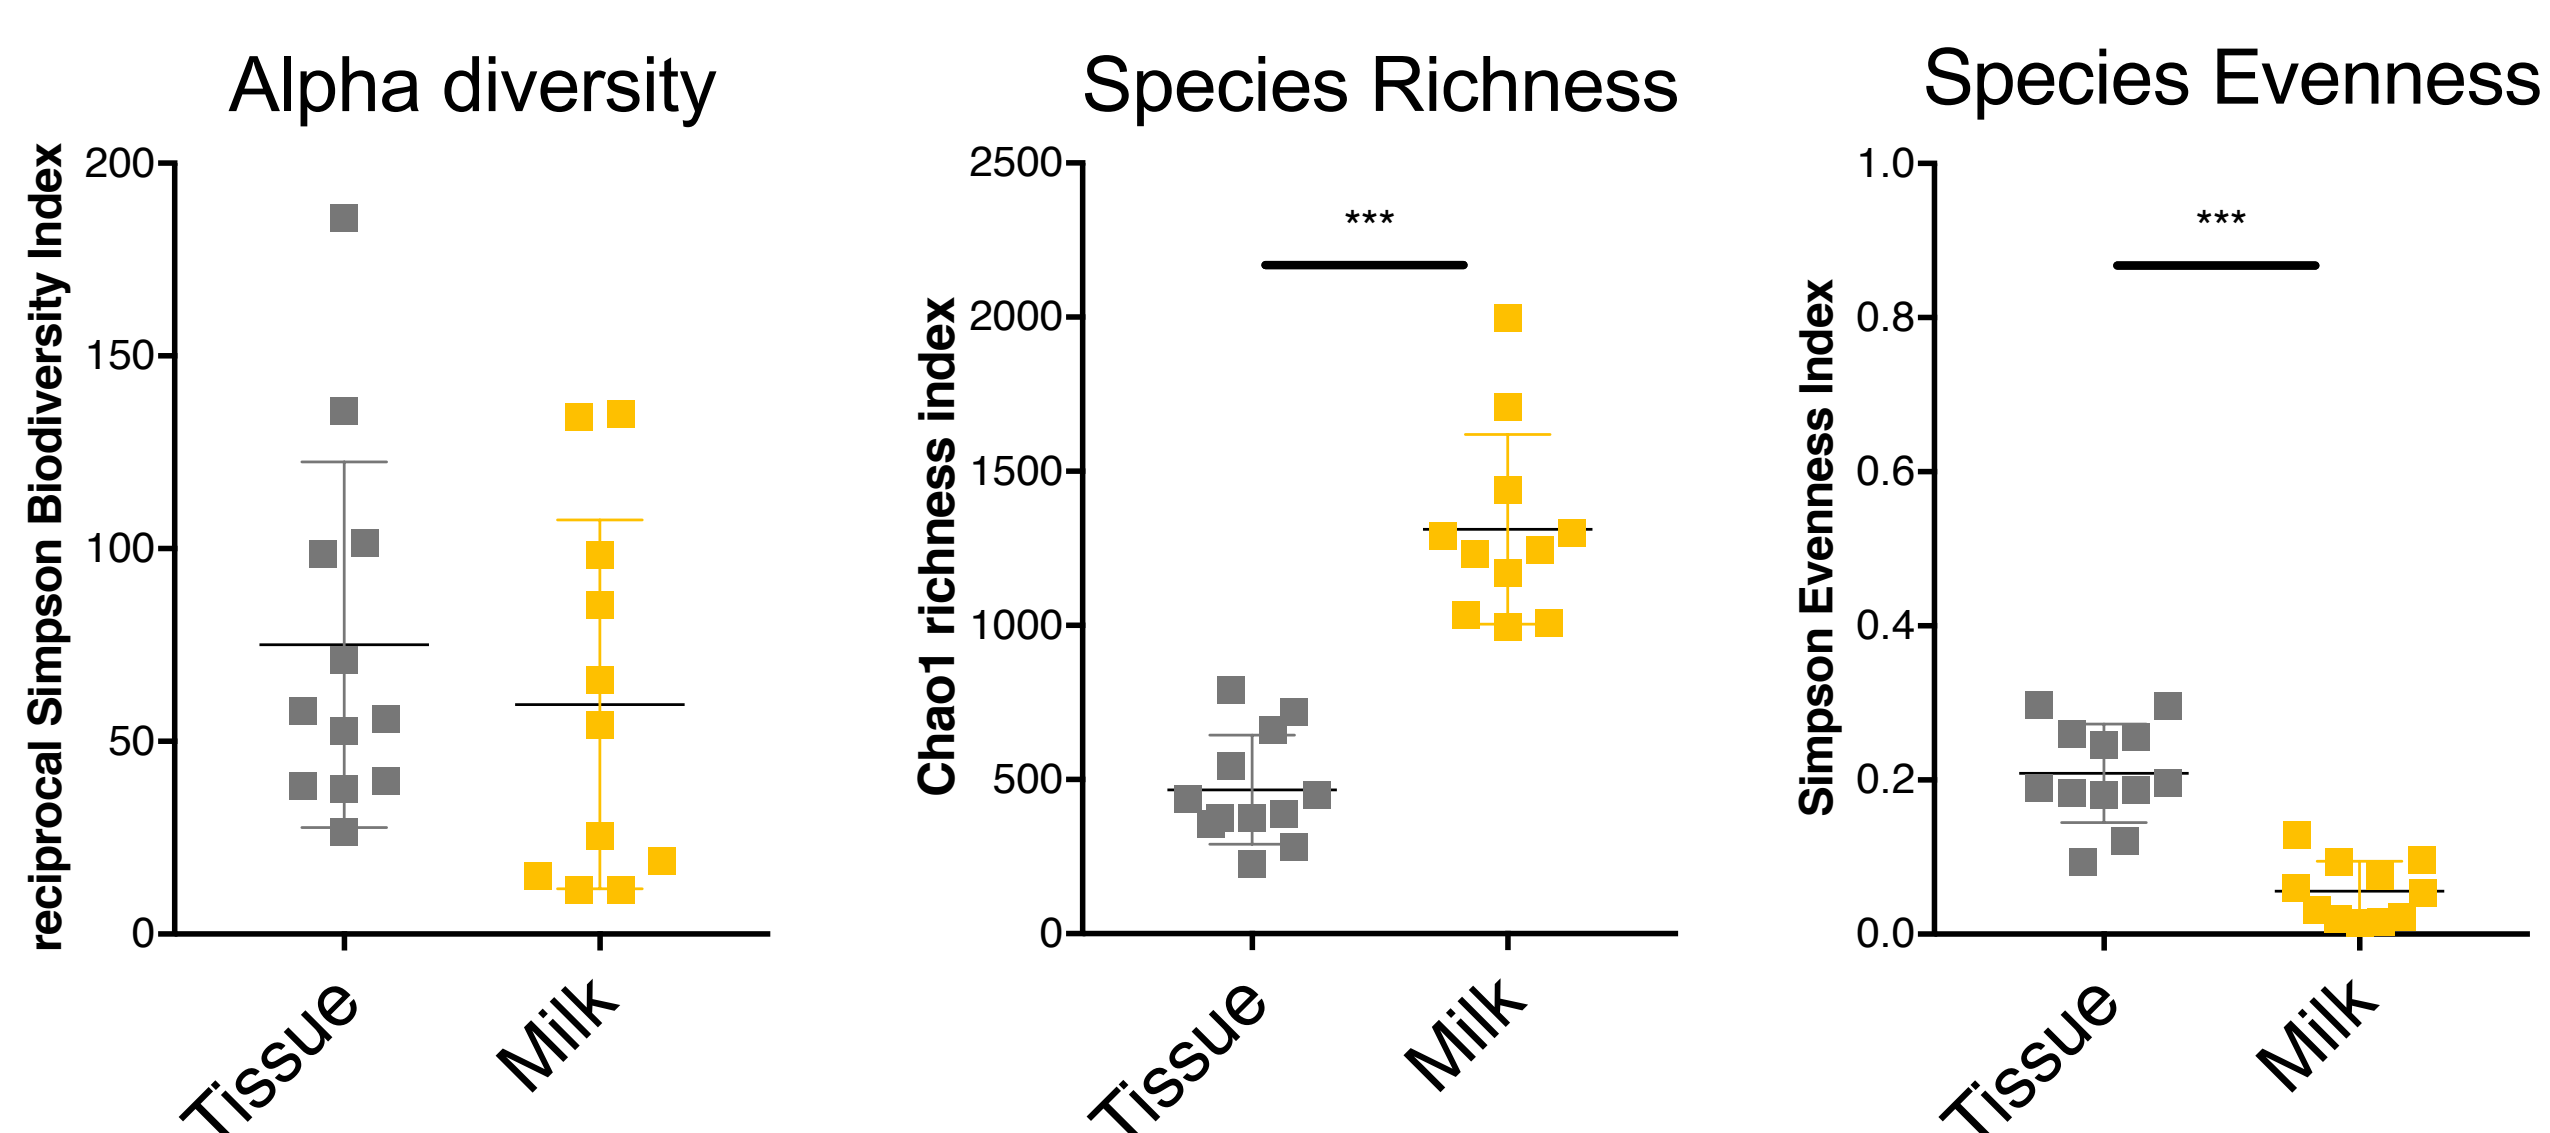 Alpha diversity
reciprocal Simpson Biodiversity Index
200
150
100
50
0
Tissue
Milk
Species Richness
Chao1 richness index
2500
2000
1500
1000
500
0
***
Tissue
Milk
Species Evenness
Simpson Evenness Index
1.0
0.8
0.6
0.4
0.2
0.0
***
Tissue
Milk